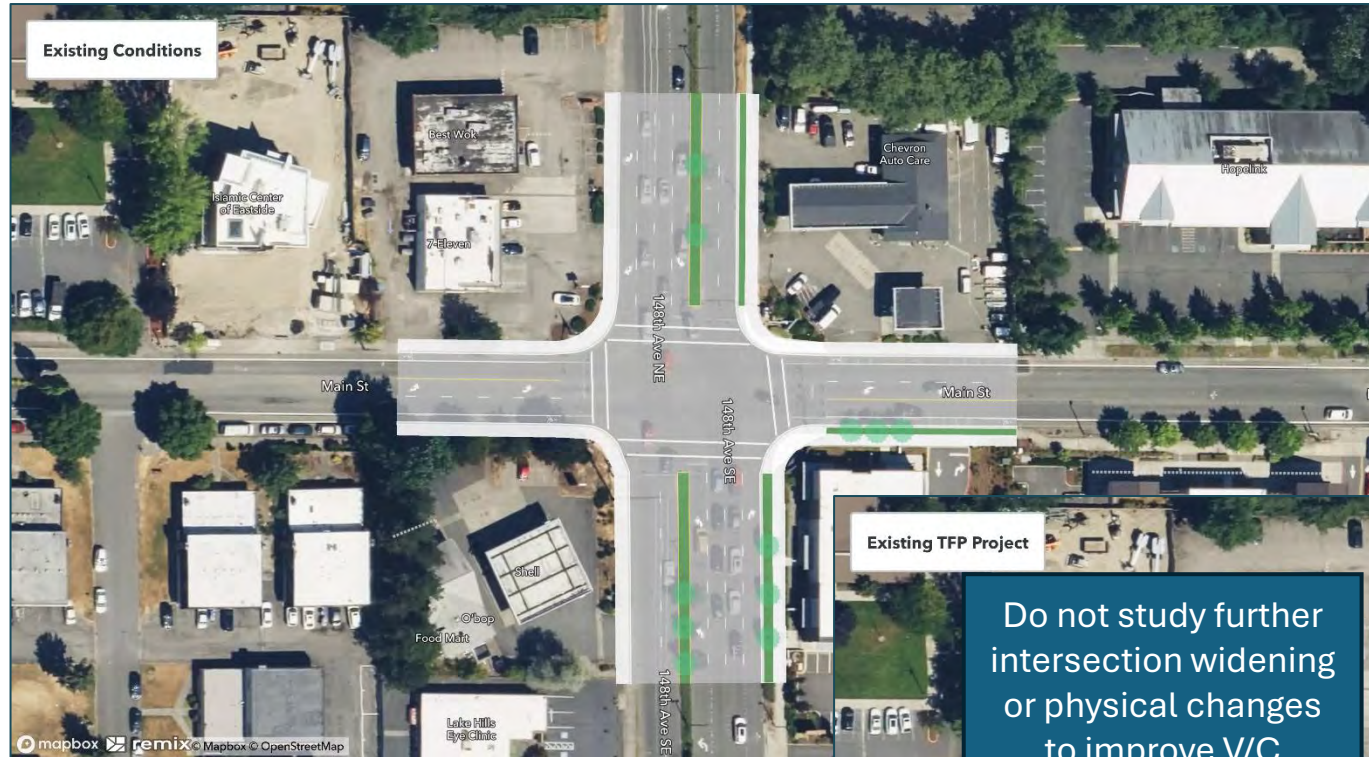 Existing Conditions
Best Wok
Islamic Center
of Eastside
7-Eleven
Chevron
Auto Care
Hopelink
148th Ave NE
Main St
Main St
148th Ave SE
Shell
O'bop
Food Mart
148th Ave SE
Lake Hills
Eye Clinic
mapbox remix © Mapbox © OpenStreetMap
Existing TFP Project
Do not study further
intersection widening
or physical changes
to improve V/C